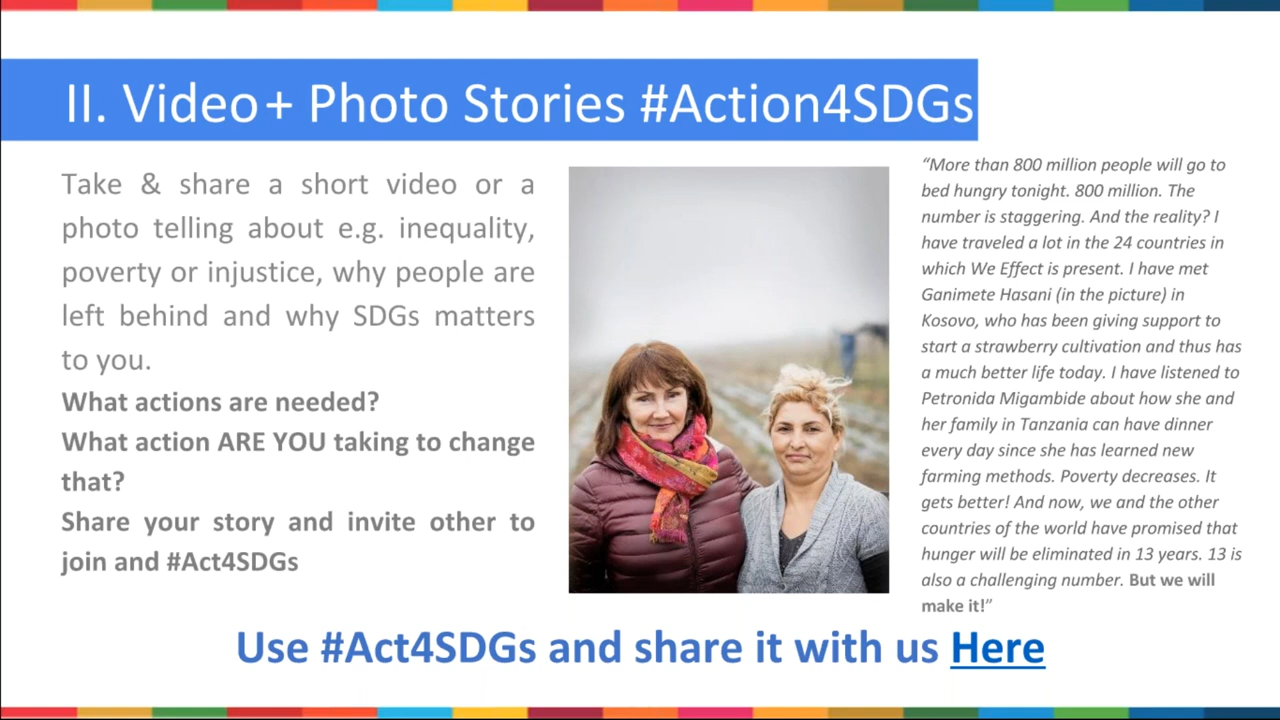 II. Video+ Photo Stories #Action4SDGs
Take & share a short video or a
photo telling about e.g. inequality,
poverty or injustice, why people are
left behind and why SDGs matters
to you.
What actions are needed?
What action ARE YOU taking to change
that?
Share your story and invite other to
join and #Act4SDGs
“More than 800 million people will go to
bed hungry tonight. 800 million. The
number is staggering. And the reality? I
have traveled a lot in the 24 countries in
which We Effect is present. I have met
Ganimete Hasani (in the picture) in
Kosovo, who has been giving support to
start a strawberry cultivation and thus has
a much better life today. I have listened to
Petronida Migambide about how she and
her family in Tanzania can have dinner
every day since she has learned new
farming methods. Poverty decreases. It
gets better! And now, we and the other
countries of the world have promised that
hunger will be eliminated in 13 years. 13 is
also a challenging number. But we will
make it!”
Use #Act4SDGs and share it with us Here